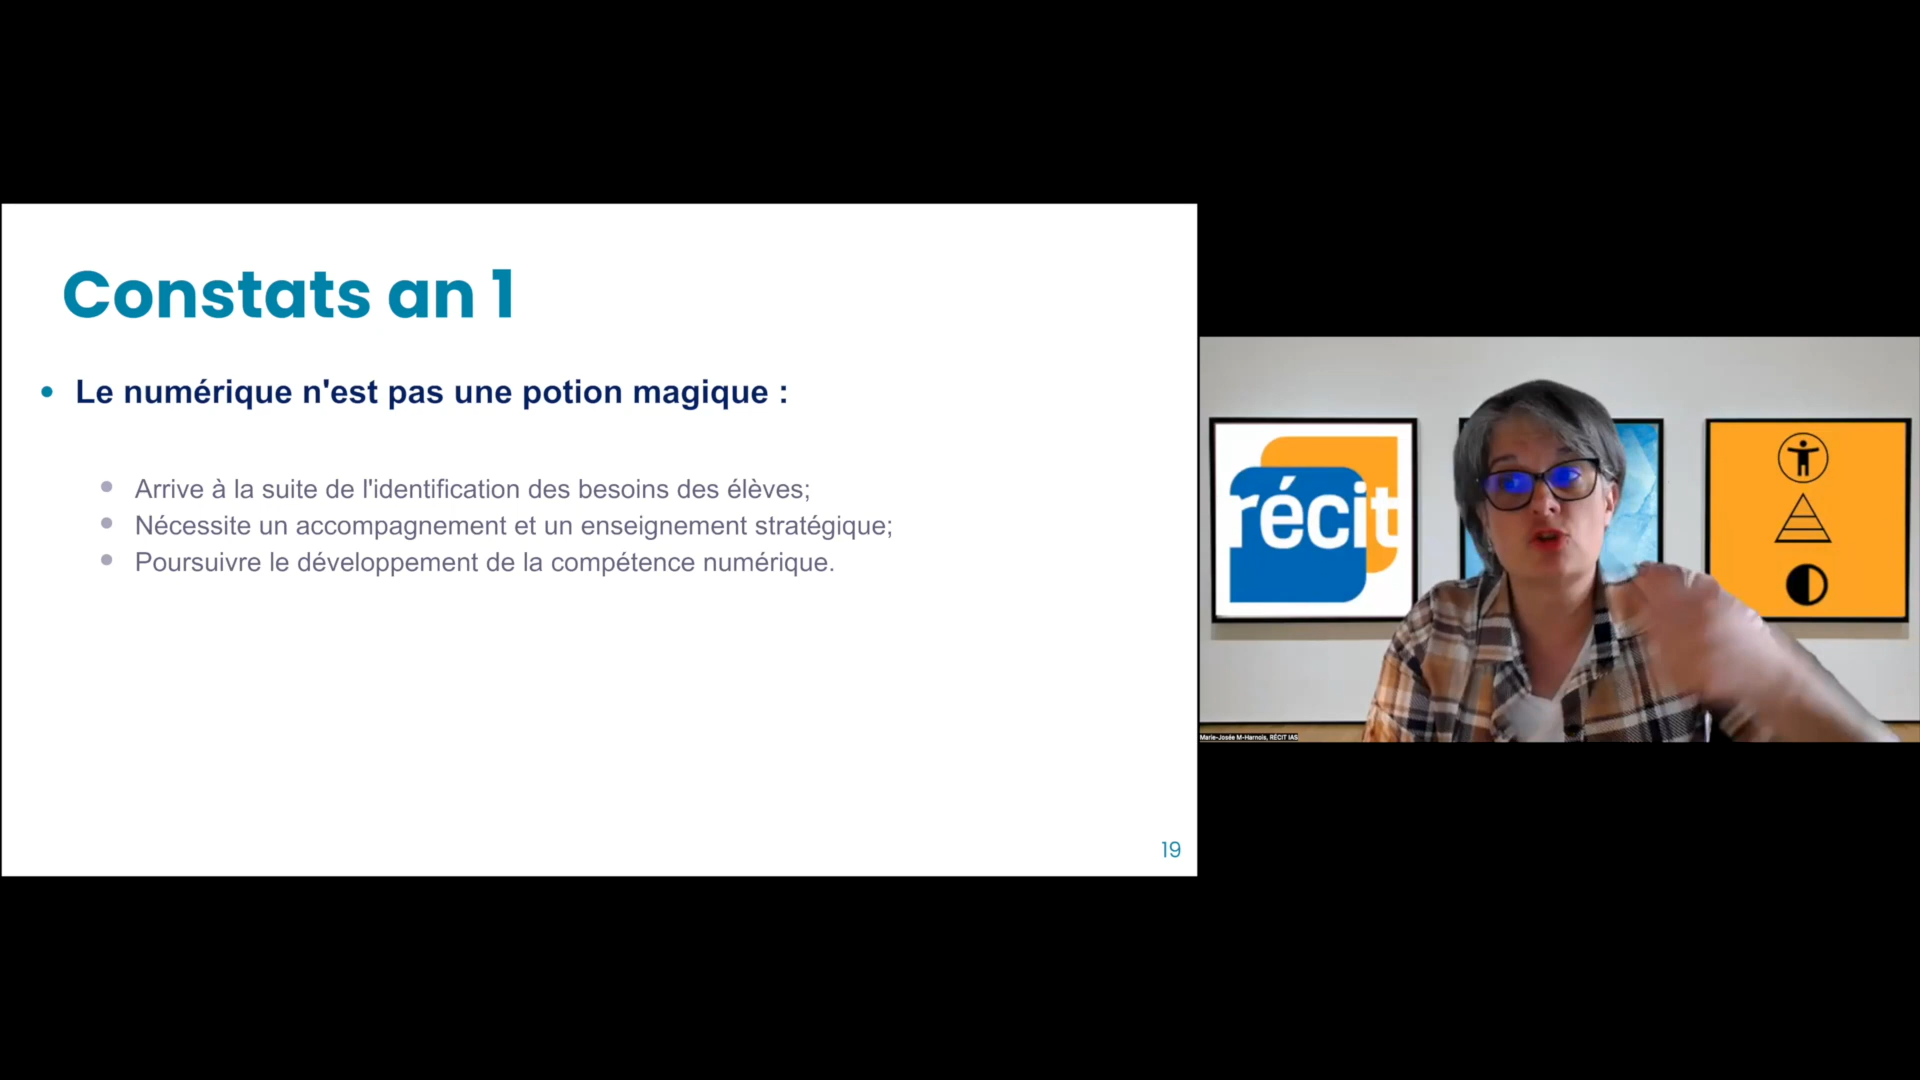 Constats an 1
Le numérique n'est pas une potion magique :
Arrive à la suite de l'identification des besoins des élèves;
Nécessite un accompagnement et un enseignement stratégique;
Poursuivre le développement de la compétence numérique.
19
récit
Marie-Josée M-Harnois, RÉCIT IAS